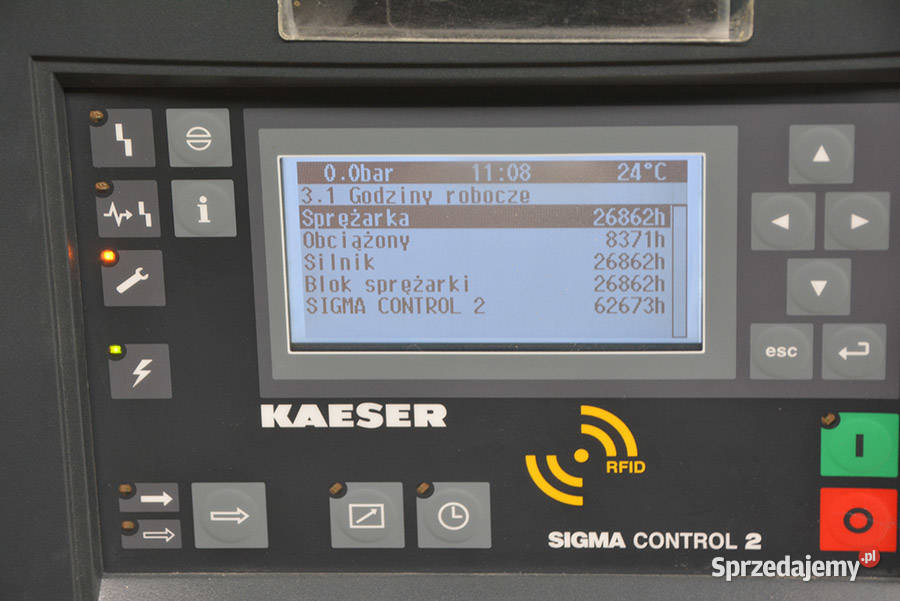 0.0bar 11:08 24°C
3.1 Godziny robocze
Sprężarka 26862h
Obciążony 8371h
Silnik 26862h
Blok sprężarki 26862h
SIGMA CONTROL 2 62673h
i
esc
KAESER
RFID
I
O
SIGMA CONTROL 2
Sprzedajemy.pl